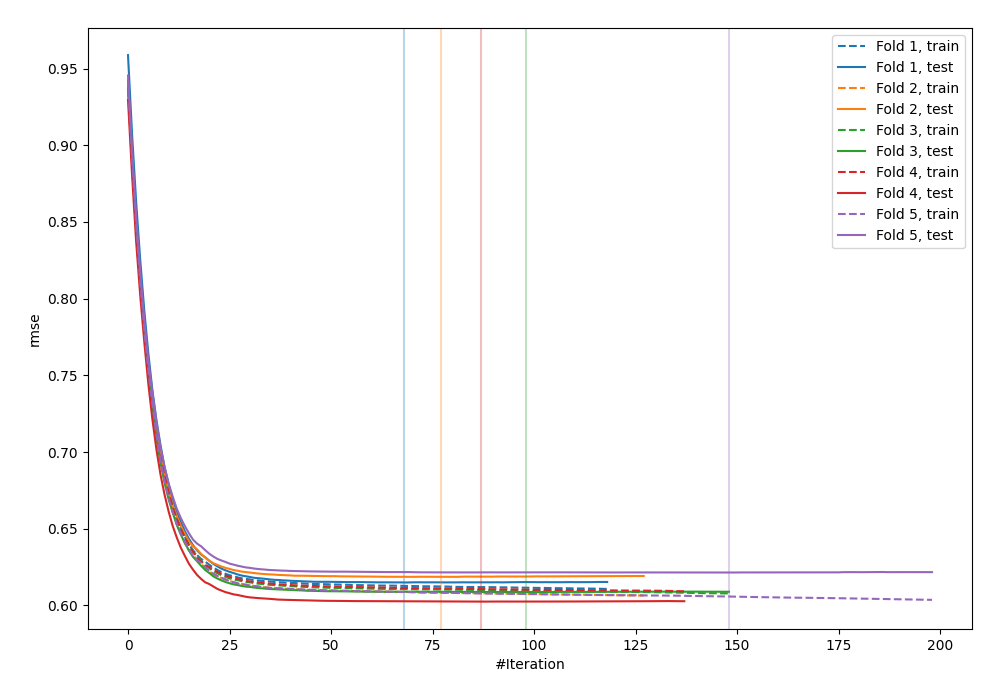 0.95
0.90
0.85
0.80
0.75
0.70
0.65
0.60
rmse
0
25
50
75
100
125
150
175
200
#Iteration
Fold 1, train
Fold 1, test
Fold 2, train
Fold 2, test
Fold 3, train
Fold 3, test
Fold 4, train
Fold 4, test
Fold 5, train
Fold 5, test